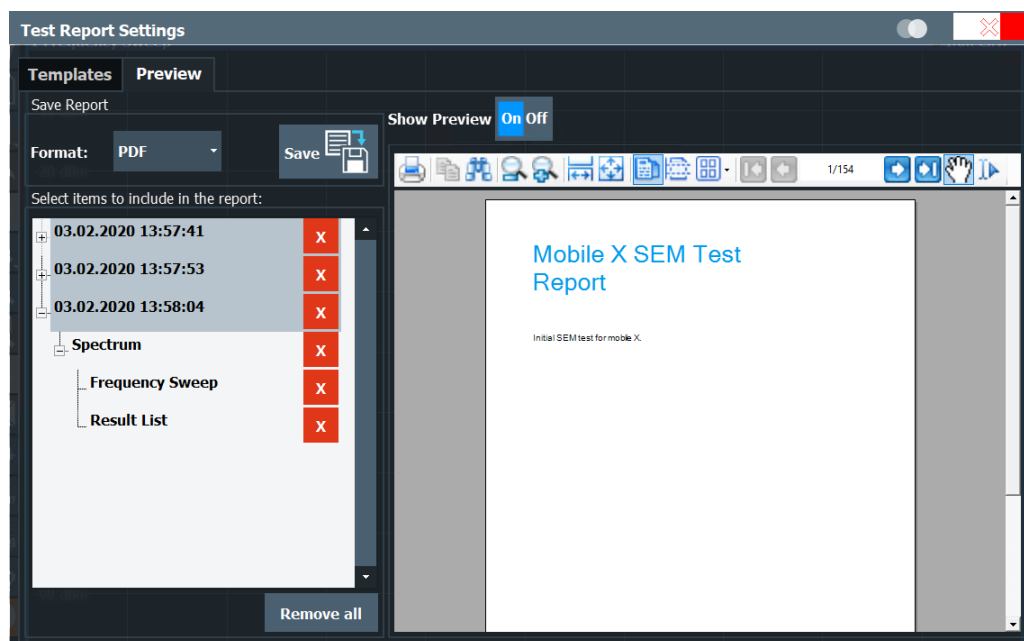 Test Report Settings
Templates
Preview
Save Report
Format:
PDF
Save
Select items to include in the report:
03.02.2020 13:57:41
X
03.02.2020 13:57:53
X
03.02.2020 13:58:04
X
Spectrum
X
Frequency Sweep
X
Result List
X
Remove all
Show Preview
On
Off
1/154
Mobile X SEM Test
Report
Initial SEM test for mobile X.